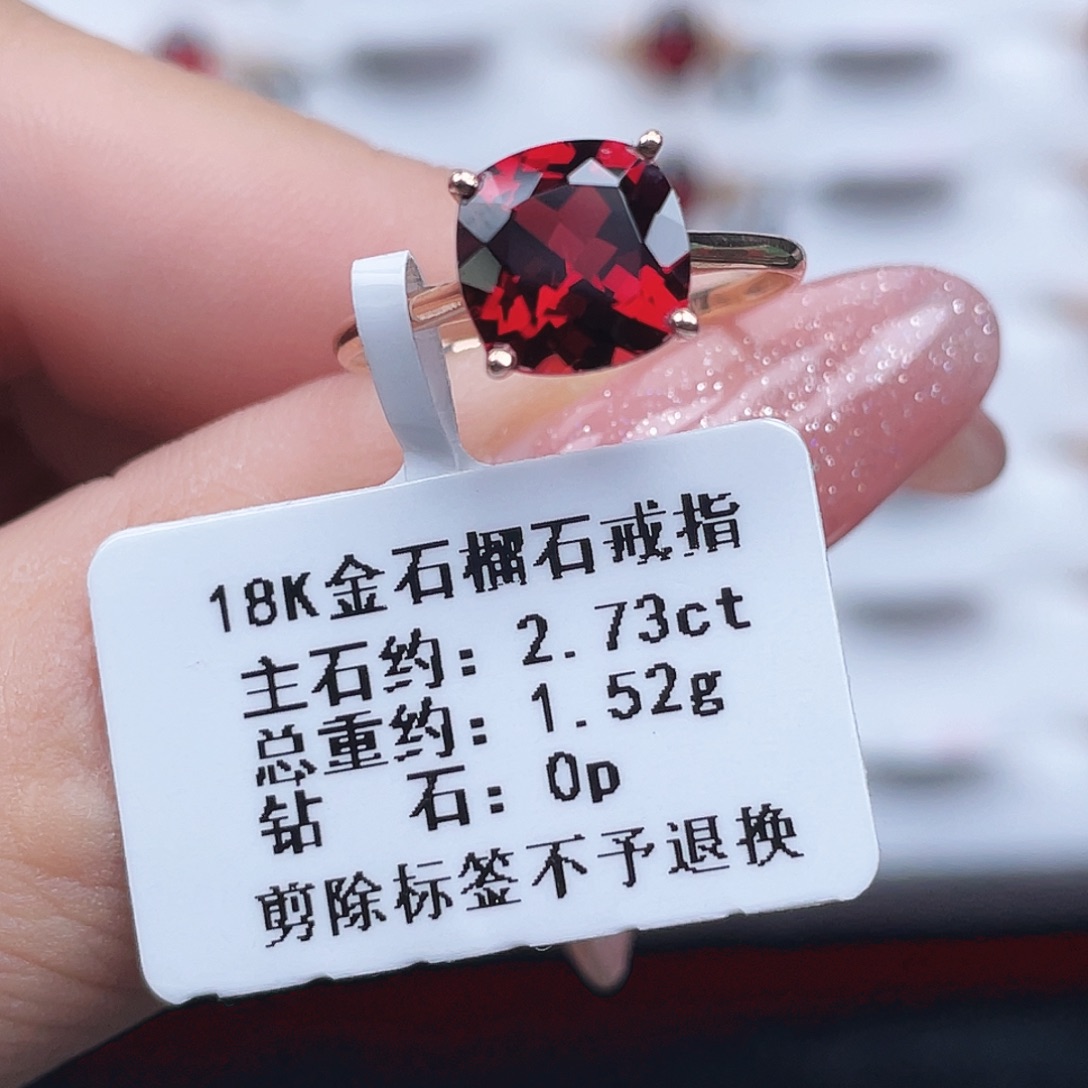 18K金石榴石戒指
主石约：2.73ct
总重约：1.52g
钻 石：0p
剪除标签不予退换